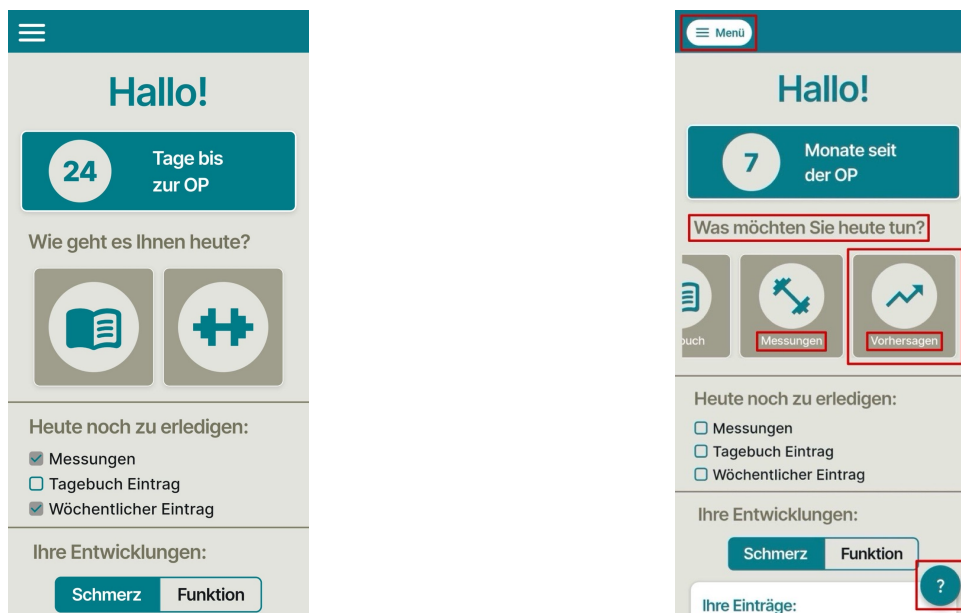 Hallo!
24
Tage bis
zur OP
Wie geht es Ihnen heute?
Heute noch zu erledigen:
Messungen
Tagebuch Eintrag
Wöchentlicher Eintrag
Ihre Entwicklungen:
Schmerz Funktion
Menü
Hallo!
7
Monate seit
der OP
Was möchten Sie heute tun?
buch Messungen Vorhersagen
Heute noch zu erledigen:
Messungen
Tagebuch Eintrag
Wöchentlicher Eintrag
Ihre Entwicklungen:
Schmerz Funktion
?
Ihre Einträge: